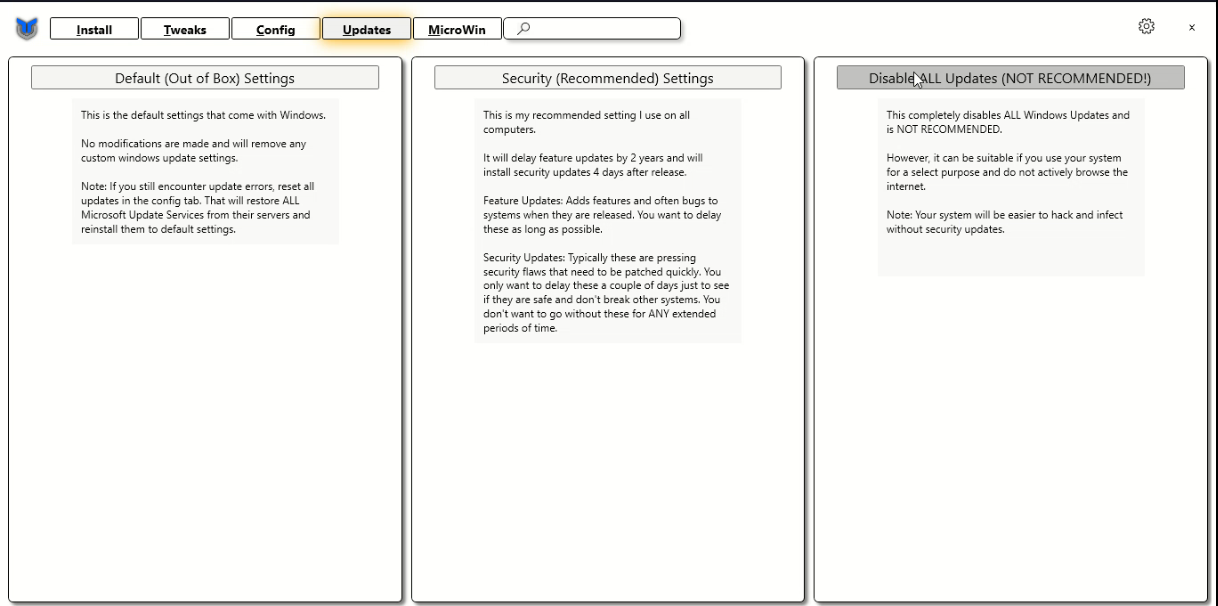 Install
Tweaks
Config
Updates
MicroWin
Default (Out of Box) Settings
This is the default settings that come with Windows.
No modifications are made and will remove any
custom windows update settings.
Note: If you still encounter update errors, reset all
updates in the config tab. That will restore ALL
Microsoft Update Services from their servers and
reinstall them to default settings.
Security (Recommended) Settings
This is my recommended setting I use on all
computers.
It will delay feature updates by 2 years and will
install security updates 4 days after release.
Feature Updates: Adds features and often bugs to
systems when they are released. You want to delay
these as long as possible.
Security Updates: Typically these are pressing
security flaws that need to be patched quickly. You
only want to delay these a couple of days just to see
if they are safe and don't break other systems. You
don't want to go without these for ANY extended
periods of time.
Disable ALL Updates (NOT RECOMMENDED!)
This completely disables ALL Windows Updates and
is NOT RECOMMENDED.
However, it can be suitable if you use your system
for a select purpose and do not actively browse the
internet.
Note: Your system will be easier to hack and infect
without security updates.